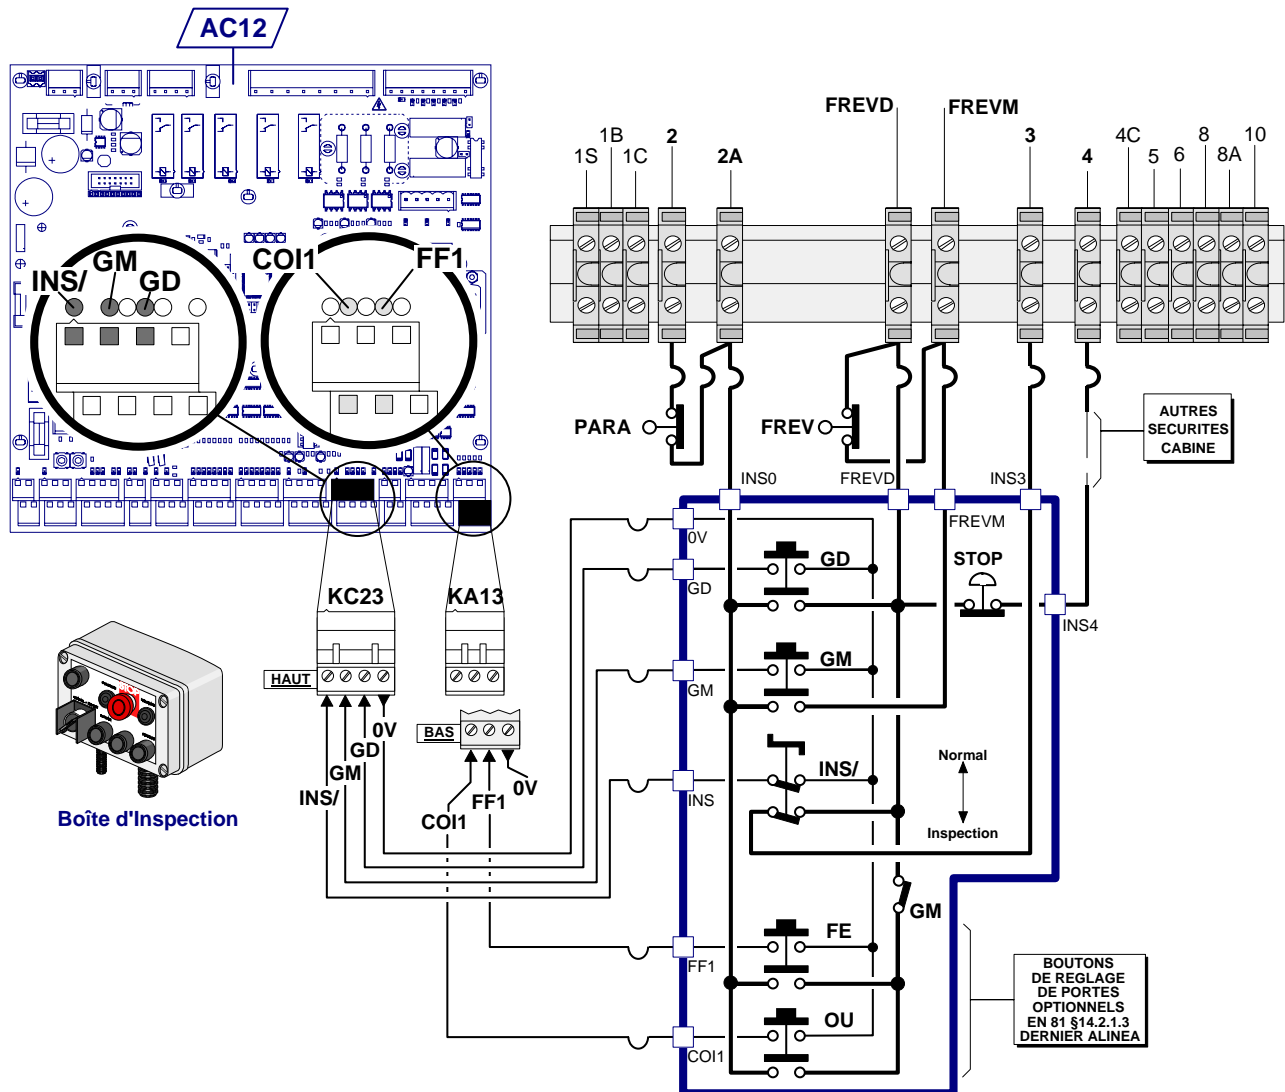 AC12
FREVD
FREVM
1S
1B
1C
2
2A
3
4
4C
5
6
8
8A
10
INS/
GM
GD
COI1
FF1
PARA
FREV
AUTRES
SECURITES
CABINE
INS0
FREVD
FREVM
INS3
INS4
0V
GD
GD
STOP
KC23
KA13
HAUT
BAS
0V
GD
GM
INS/
0V
FF1
COI1
GM
GM
INS/
INS
Normal
Inspection
Boîte d'Inspection
GM
FE
FF1
OU
COI1
BOUTONS
DE REGLAGE
DE PORTES
OPTIONNELS
EN 81 §14.2.1.3
DERNIER ALINEA